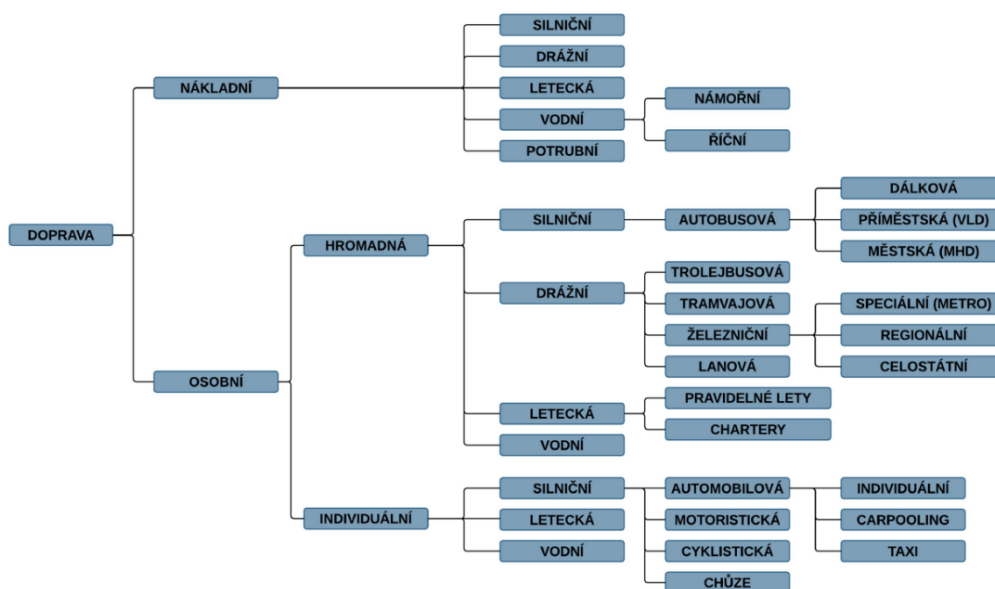 DOPRAVA
NÁKLADNÍ
SILNIČNÍ
DRÁŽNÍ
LETECKÁ
VODNÍ
NÁMOŘNÍ
ŘÍČNÍ
POTRUBNÍ
OSOBNÍ
HROMADNÁ
SILNIČNÍ
AUTOBUSOVÁ
DÁLKOVÁ
PŘÍMĚSTSKÁ (VLD)
MĚSTSKÁ (MHD)
DRÁŽNÍ
TROLEJBUSOVÁ
TRAMVAJOVÁ
ŽELEZNIČNÍ
SPECIÁLNÍ (METRO)
REGIONÁLNÍ
CELOSTÁTNÍ
LANOVÁ
LETECKÁ
PRAVIDELNÉ LETY
CHARTERY
VODNÍ
INDIVIDUÁLNÍ
SILNIČNÍ
AUTOMOBILOVÁ
INDIVIDUÁLNÍ
CARPOOLING
TAXI
MOTORISTICKÁ
CYKLISTICKÁ
CHŮZE
LETECKÁ
VODNÍ